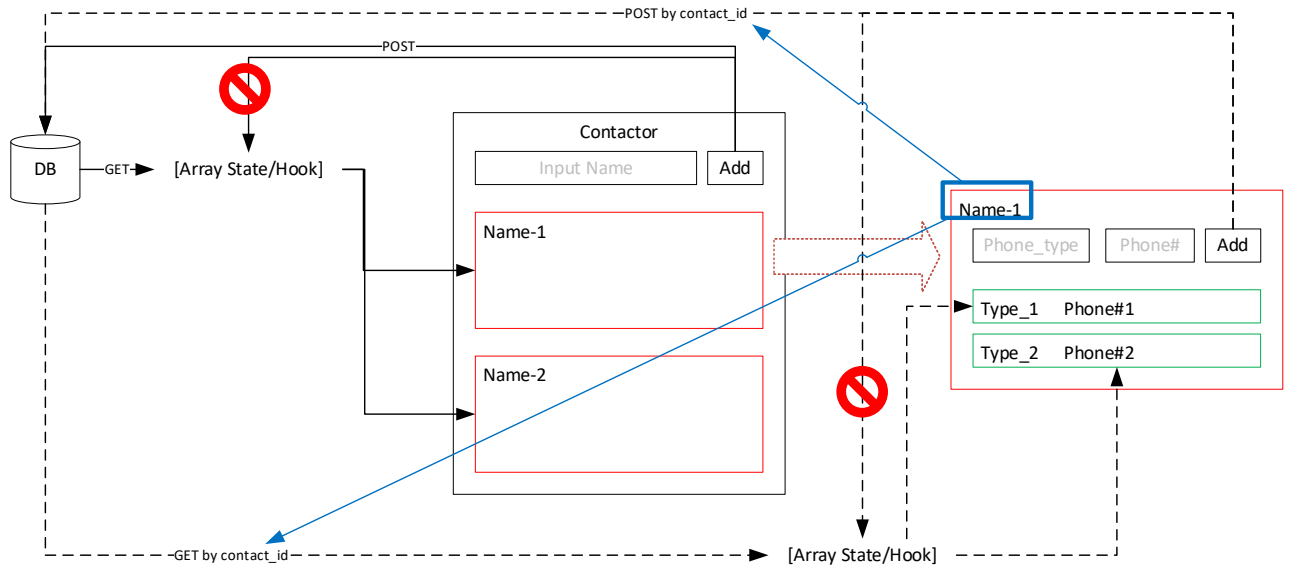 POST by contact_id
POST
Contactor
DB
GET
[Array State/Hook]
Input Name
Add
Name-1
Name-2
Name-1
Phone_type
Phone#
Add
Type_1 Phone#1
Type_2 Phone#2
GET by contact_id
[Array State/Hook]